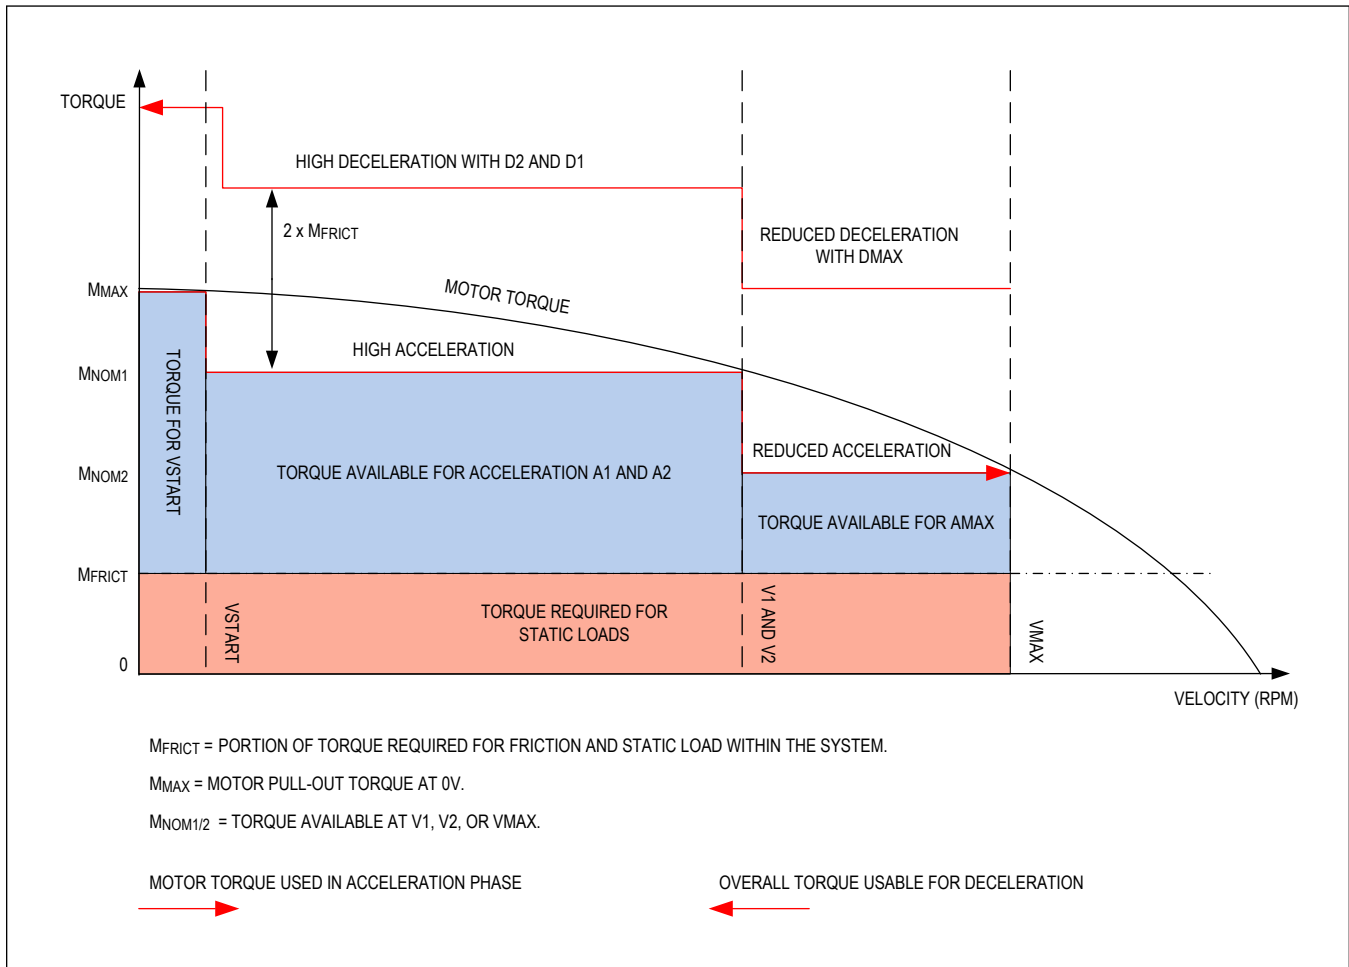 TORQUE
HIGH DECELERATION WITH D2 AND D1
2 x MFRICT
REDUCED DECELERATION
WITH DMAX
MMAX
MOTOR TORQUE
HIGH ACCELERATION
MNOM1
TORQUE FOR VSTART
REDUCED ACCELERATION
MNOM2
TORQUE AVAILABLE FOR ACCELERATION A1 AND A2
TORQUE AVAILABLE FOR AMAX
MFRICT
VSTART
TORQUE REQUIRED FOR
STATIC LOADS
V1 AND V2
VMAX
0
VELOCITY (RPM)
MFRICT = PORTION OF TORQUE REQUIRED FOR FRICTION AND STATIC LOAD WITHIN THE SYSTEM.
MMAX = MOTOR PULL-OUT TORQUE AT 0V.
MNOM1/2 = TORQUE AVAILABLE AT V1, V2, OR VMAX.
MOTOR TORQUE USED IN ACCELERATION PHASE
OVERALL TORQUE USABLE FOR DECELERATION